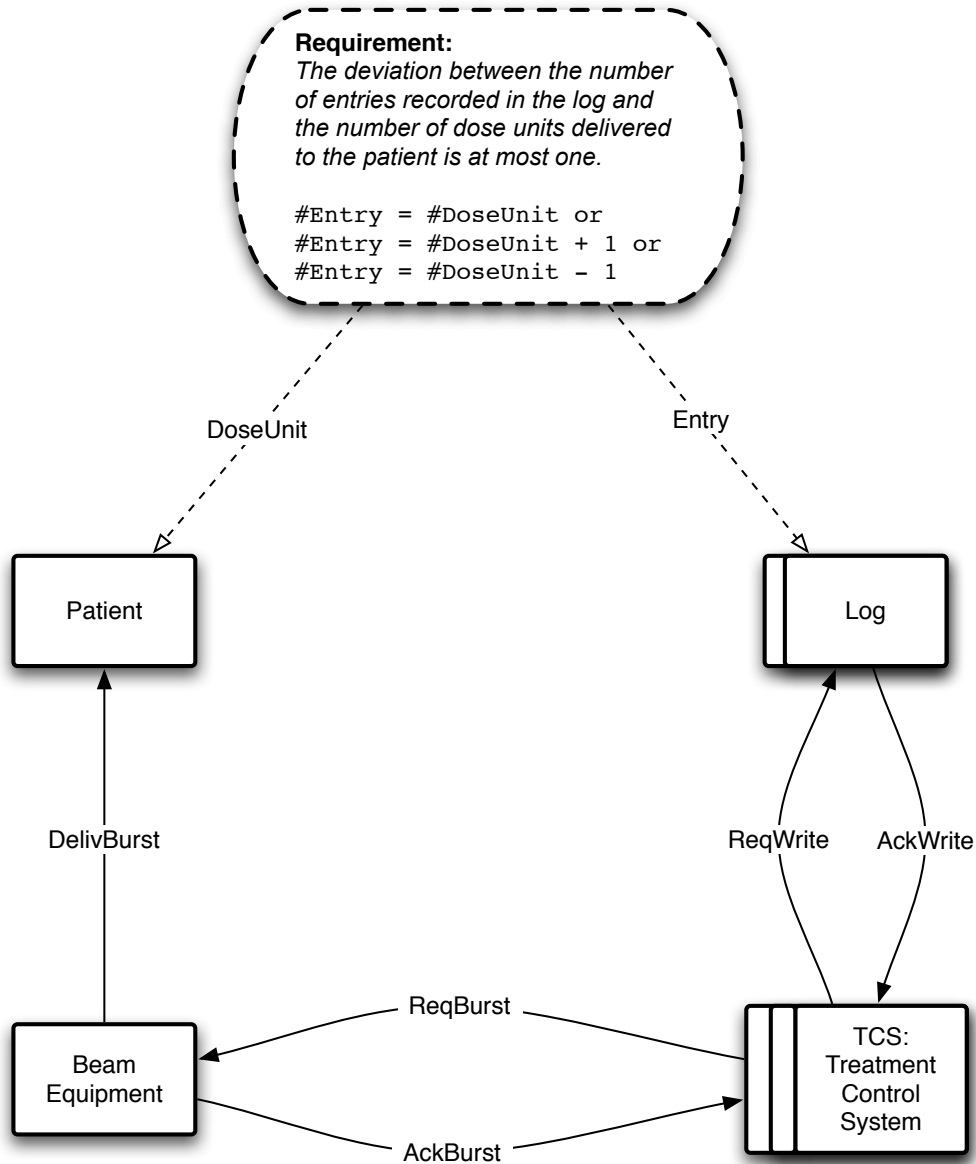 Requirement:
The deviation between the number
of entries recorded in the log and
the number of dose units delivered
to the patient is at most one.
#Entry = #DoseUnit or
#Entry = #DoseUnit + 1 or
#Entry = #DoseUnit – 1
DoseUnit
Entry
Patient
Log
DelivBurst
ReqWrite
AckWrite
ReqBurst
Beam
Equipment
TCS:
Treatment
Control
System
AckBurst